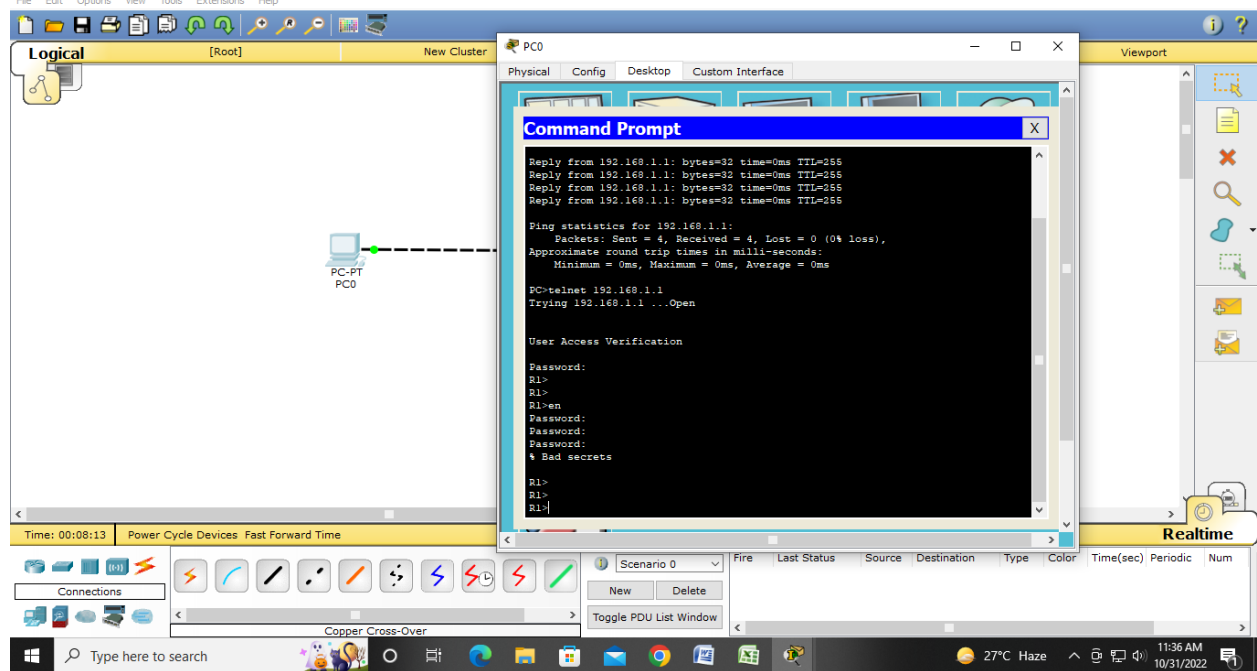 File Edit Options View Tools Extensions Help
Logical
[Root]
New Cluster
Viewport
PC0
Physical Config Desktop Custom Interface
Command Prompt
X
Reply from 192.168.1.1: bytes=32 time=0ms TTL=255
Reply from 192.168.1.1: bytes=32 time=0ms TTL=255
Reply from 192.168.1.1: bytes=32 time=0ms TTL=255
Reply from 192.168.1.1: bytes=32 time=0ms TTL=255
Ping statistics for 192.168.1.1:
Packets: Sent = 4, Received = 4, Lost = 0 (0% loss),
Approximate round trip times in milli-seconds:
Minimum = 0ms, Maximum = 0ms, Average = 0ms
PC>telnet 192.168.1.1
Trying 192.168.1.1 ...Open
User Access Verification
Password:
R1>
R1>
R1>en
Password:
Password:
Password:
% Bad secrets
R1>
R1>
R1>
PC-PT
PC0
Time: 00:08:13 Power Cycle Devices Fast Forward Time
Realtime
Connections
Copper Cross-Over
Scenario 0
New Delete
Toggle PDU List Window
Fire Last Status Source Destination Type Color Time(sec) Periodic Num
Type here to search
27°C Haze
11:36 AM
10/31/2022